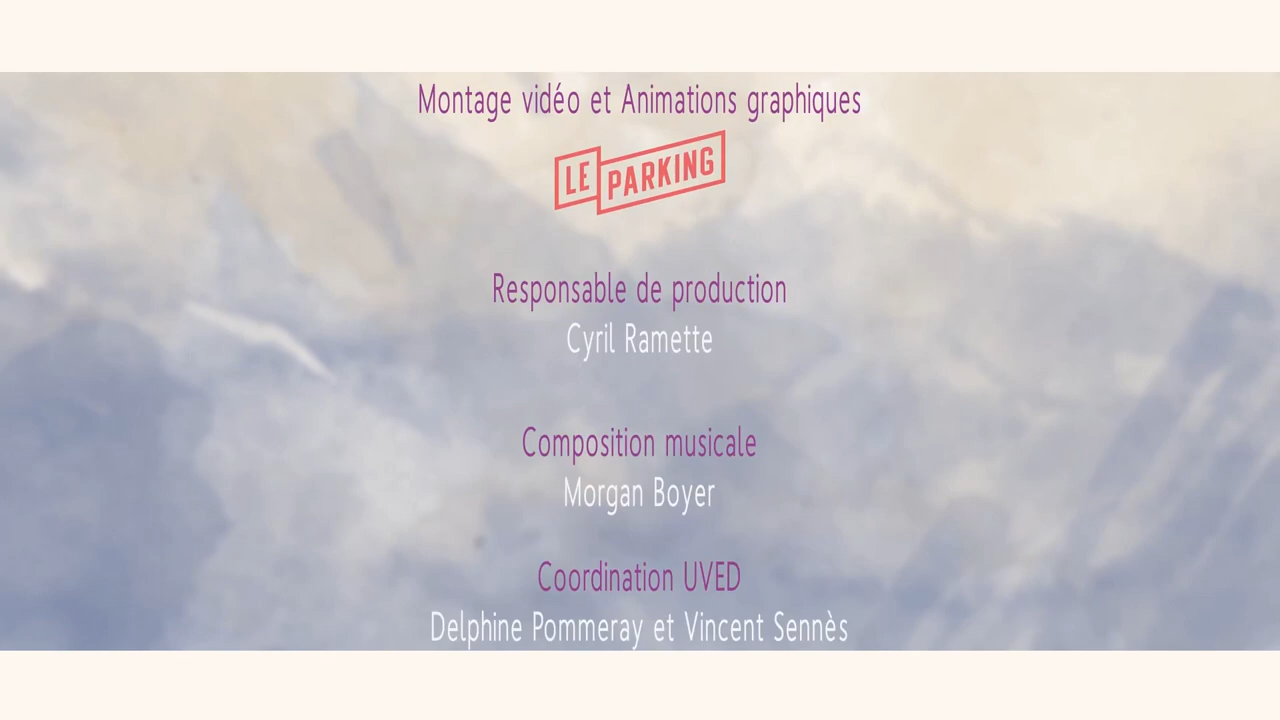 Montage vidéo et Animations graphiques
LE PARKING
Responsable de production
Cyril Ramette
Composition musicale
Morgan Boyer
Coordination UVED
Delphine Pommeray et Vincent Sennès